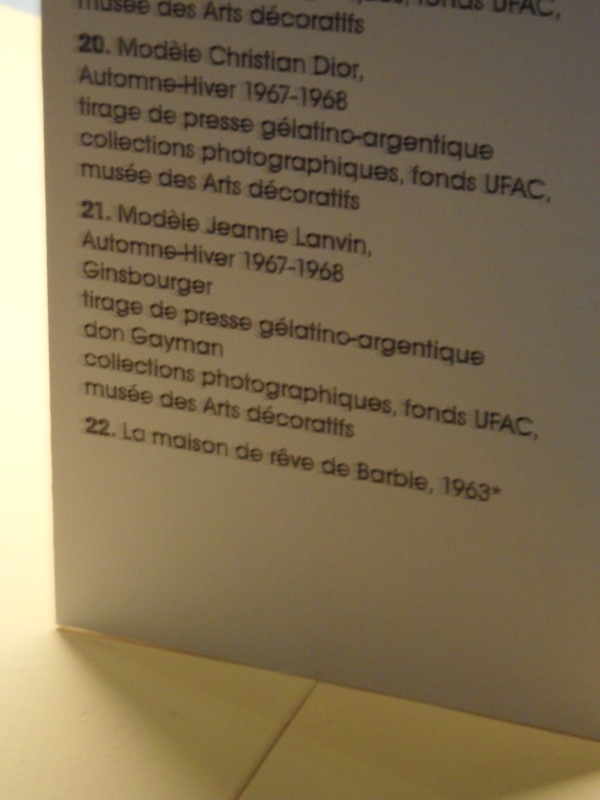 musée des Arts décoratifs
20. Modèle Christian Dior,
Automne-Hiver 1967-1968
tirage de presse gélatino-argentique
collections photographiques, fonds UFAC,
musée des Arts décoratifs
21. Modèle Jeanne Lanvin,
Automne-Hiver 1967-1968
Ginsbourger
tirage de presse gélatino-argentique
don Gayman
collections photographiques, fonds UFAC,
musée des Arts décoratifs
22. La maison de rêve de Barbie, 1963*